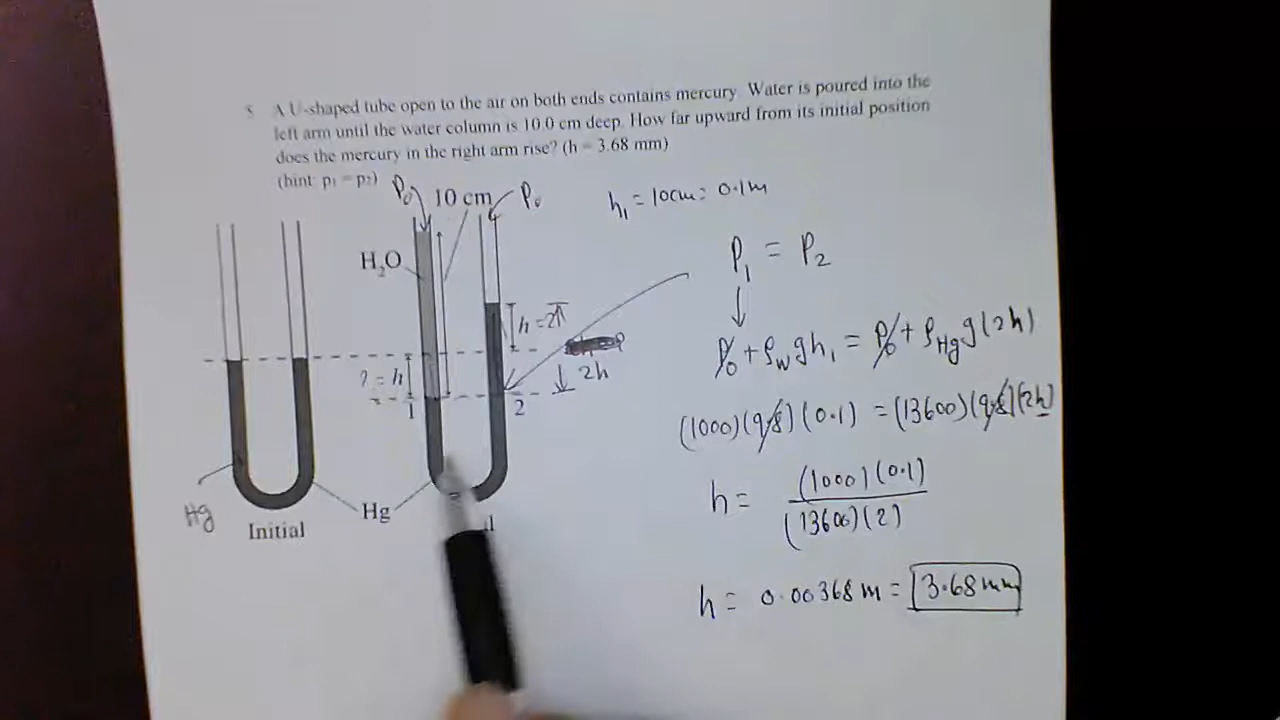 5. A U-shaped tube open to the air on both ends contains mercury. Water is poured into the
left arm until the water column is 10.0 cm deep. How far upward from its initial position
does the mercury in the right arm rise? (h = 3.68 mm)
(hint: p₁ = p₂)
P₀ 10 cm P₀
h₁ = 10cm = 0.1m
H₂O
P₁ = P₂
h =
? = h
2h
1 2
P₀ + ρ_w g h₁ = P₀ + ρ_Hg g (2h)
(1000)(9.8)(0.1) = (13600)(9.8)(2h)
h = (1000)(0.1)
(13600)(2)
Hg
Hg
Initial
h = 0.00368 m = 3.68 mm